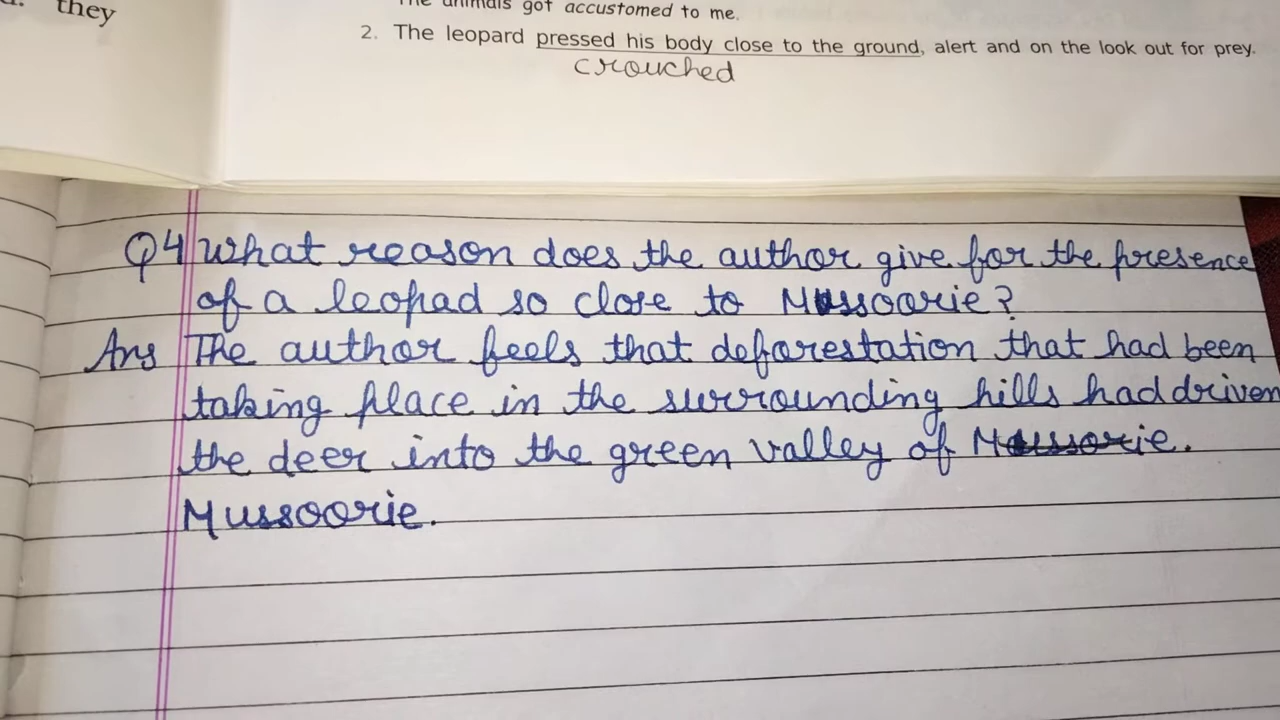 they
The animals got accustomed to me.
2. The leopard pressed his body close to the ground, alert and on the look out for prey.
crouched
Q4 What reason does the author give for the presence
of a leopad so close to Mussoorie?
Ans The author feels that deforestation that had been
taking place in the surrounding hills had driven
the deer into the green valley of Moussorie.
Mussoorie.